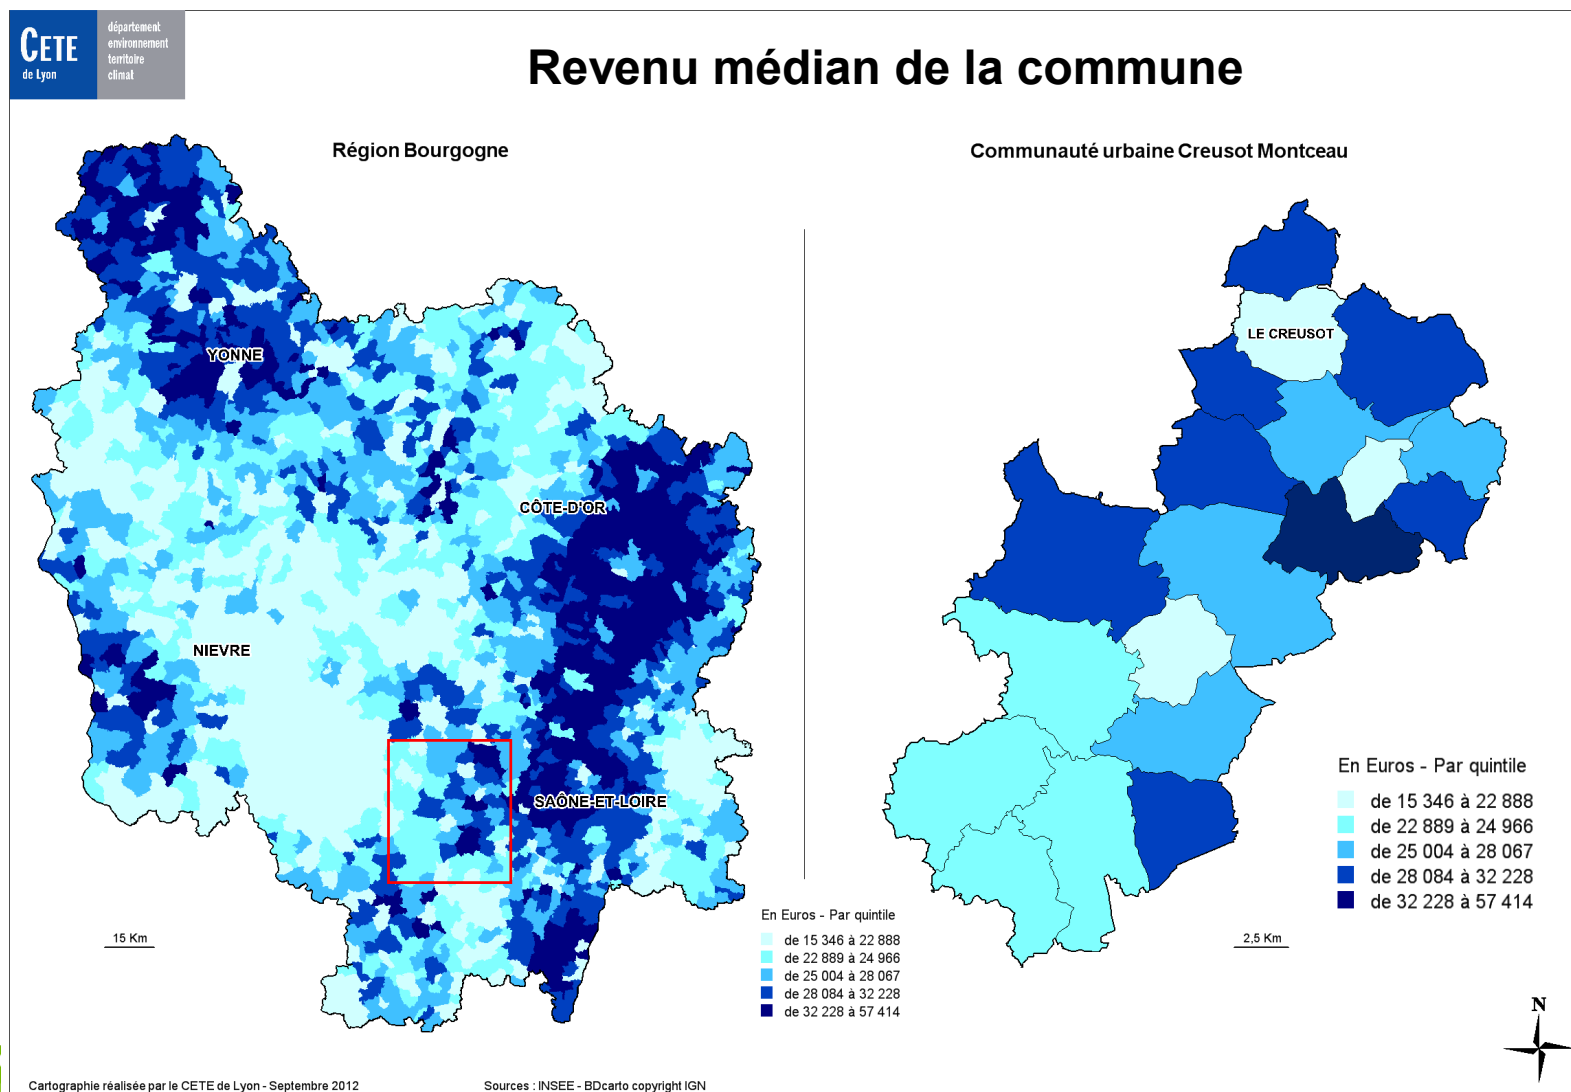 CETE
de Lyon
département
environnement
territoire
climat
Revenu médian de la commune
Région Bourgogne
Communauté urbaine Creusot Montceau
YONNE
CÔTE-D'OR
NIEVRE
SAÔNE-ET-LOIRE
LE CREUSOT
15 Km
En Euros - Par quintile
de 15 346 à 22 888
de 22 889 à 24 966
de 25 004 à 28 067
de 28 084 à 32 228
de 32 228 à 57 414
En Euros - Par quintile
de 15 346 à 22 888
de 22 889 à 24 966
de 25 004 à 28 067
de 28 084 à 32 228
de 32 228 à 57 414
2,5 Km
N
Cartographie réalisée par le CETE de Lyon - Septembre 2012
Sources : INSEE - BDcarto copyright IGN